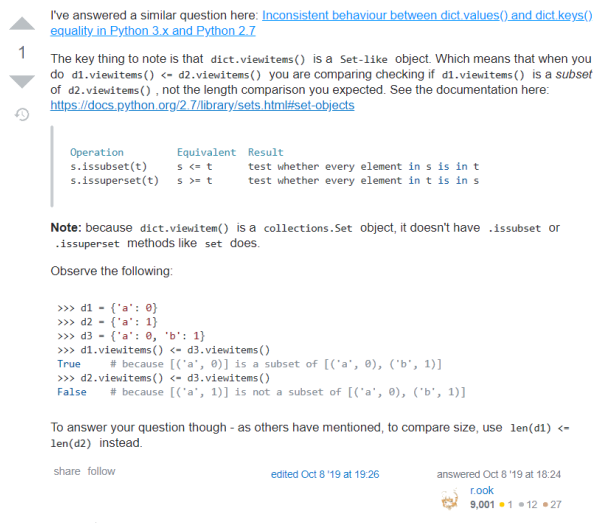 I've answered a similar question here: Inconsistent behaviour between dict.values() and dict.keys()
equality in Python 3.x and Python 2.7
1
The key thing to note is that dict.viewitems() is a Set-like object. Which means that when you
do d1.viewitems() <= d2.viewitems() you are comparing checking if d1.viewitems() is a subset
of d2.viewitems() , not the length comparison you expected. See the documentation here:
https://docs.python.org/2.7/library/sets.html#set-objects
Operation Equivalent Result
s.issubset(t) s <= t test whether every element in s is in t
s.issuperset(t) s >= t test whether every element in t is in s
Note: because dict.viewitem() is a collections.Set object, it doesn't have .issubset or
.issuperset methods like set does.
Observe the following:
>>> d1 = {'a': 0}
>>> d2 = {'a': 1}
>>> d3 = {'a': 0, 'b': 1}
>>> d1.viewitems() <= d3.viewitems()
True # because [('a', 0)] is a subset of [('a', 0), ('b', 1)]
>>> d2.viewitems() <= d3.viewitems()
False # because [('a', 1)] is not a subset of [('a', 0), ('b', 1)]
To answer your question though - as others have mentioned, to compare size, use len(d1) <=
len(d2) instead.
share follow edited Oct 8 '19 at 19:26 answered Oct 8 '19 at 18:24
r.ook
9,001 1 12 27